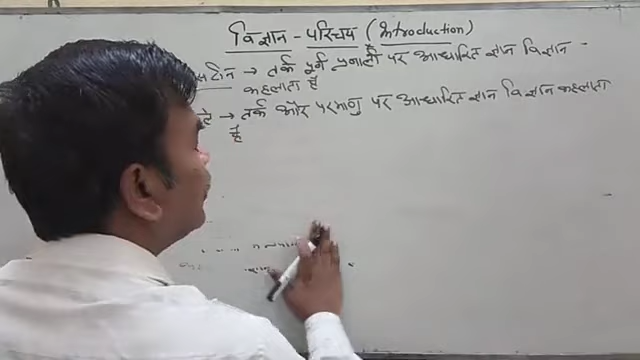 विज्ञान - परिचय (Introduction)
टीन → तर्क पूर्ण प्रणाली पर आधारित ज्ञान विज्ञान -
कहलाता है
→ तर्क और परमाणु पर आधारित ज्ञान विज्ञान कहलाता
है